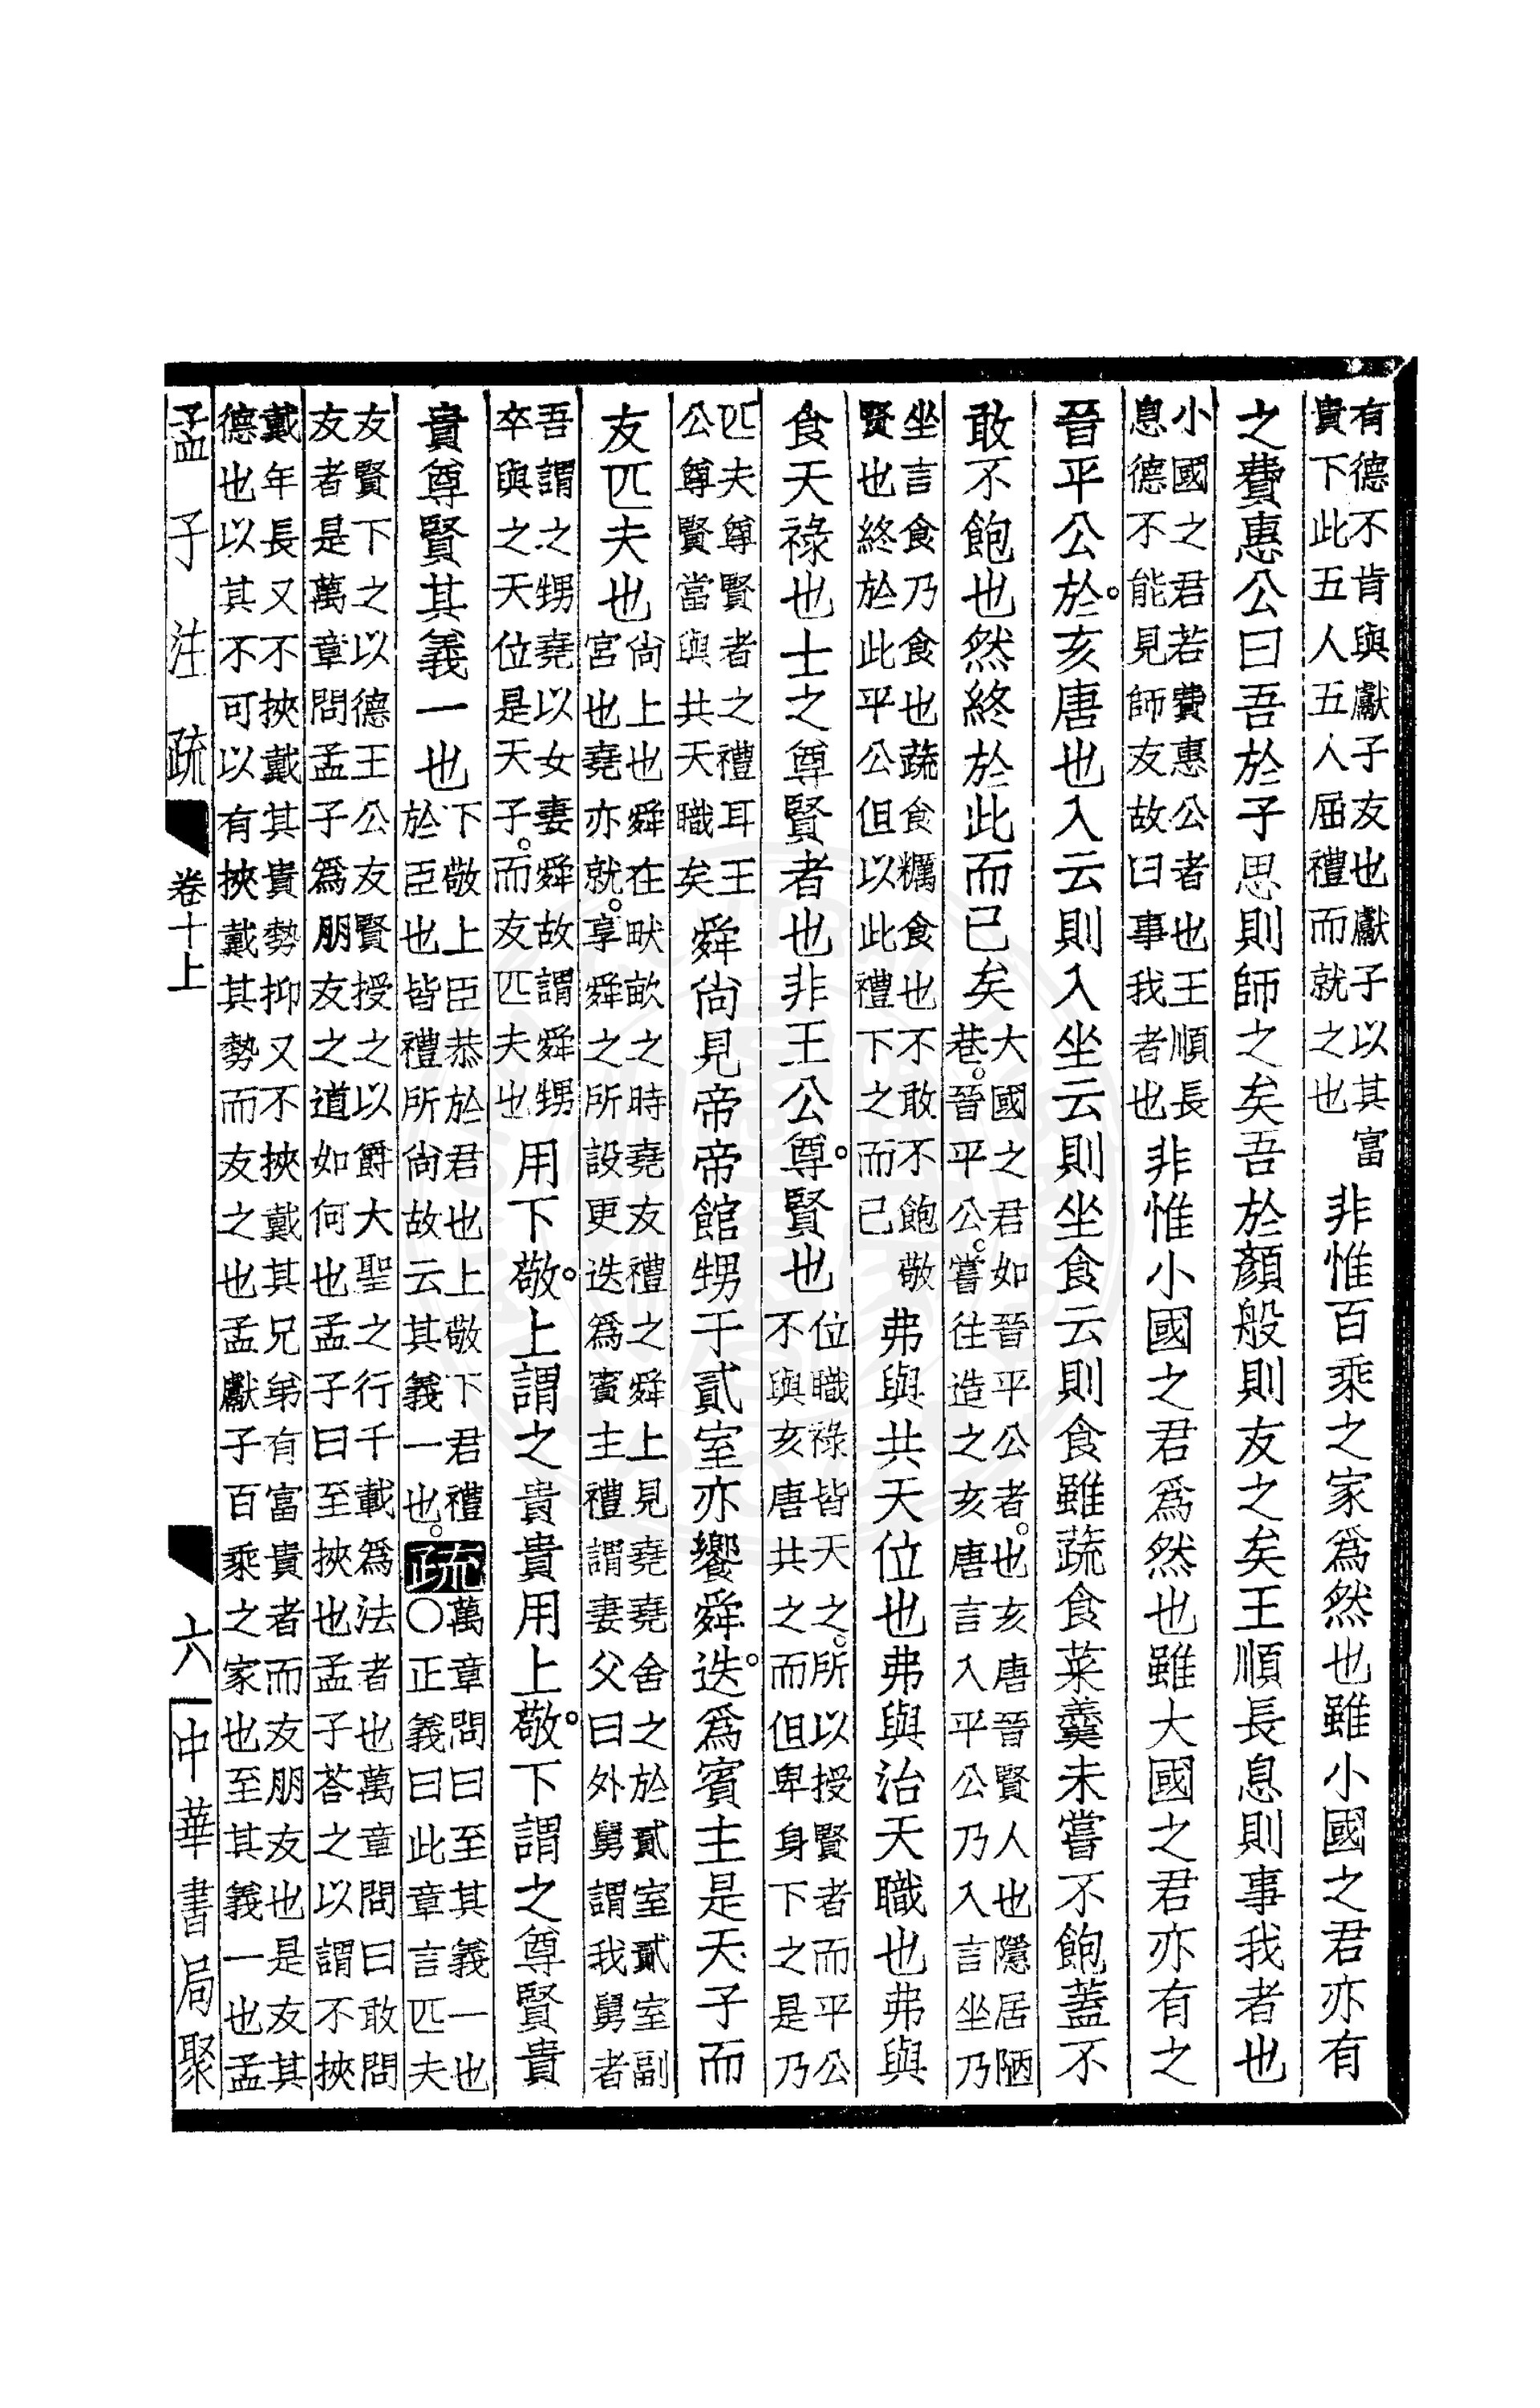 有德不肯與獻子友也獻子以其富
貴下此五人五人屈禮而就之也
非惟百乘之家爲然也雖小國之君亦有
之費惠公曰吾於子思則師之矣吾於顏般則友之矣王順長息則事我者也
小國之君若費惠公者也王順長
息德不能見師友故曰事我者也
非惟小國之君爲然也雖大國之君亦有之
晉平公於。亥唐也入云則入坐云則坐食云則食雖蔬食菜羹未嘗不飽蓋不
敢不飽也然終於此而已矣
大國之君如晉平公者。也亥唐晉賢人也隱居陋
巷。晉平公。嘗往造之亥唐言入平公乃入言坐乃
坐言食乃食也蔬食糲食也不敢不飽敬
賢也終於此平公但以此禮下之而已
弗與共天位也弗與治天職也弗與
食天祿也士之尊賢者也非王公尊。賢也
位職祿皆天之。所以授賢者而平公
不與亥唐共之而但卑身下之是乃
匹夫尊賢者之禮耳王
公尊賢當與共天職矣
舜尚見帝帝館甥于貳室亦饗舜迭。爲賓主是天子而
友匹夫也
尚上也舜在畎畝之時堯友禮之舜上見堯堯舍之於貳室貳室副
宮也堯亦就。享舜之所設更迭爲賓主禮謂妻父曰外舅謂我舅者
吾謂之甥堯以女妻舜故謂舜甥
卒與之天位是天子。而友匹夫也
用下敬。上謂之貴貴用上敬。下謂之尊賢貴
貴尊賢其義一也
下敬上臣恭於君也上敬下君禮
於臣也皆禮所尚故云其義一也。
疏
萬章問曰至其義一也
○正義曰此章言匹夫
友賢下之以德王公友賢授之以爵大聖之行千載爲法者也萬章問曰敢問
友者是萬章問孟子爲朋友之道如何也孟子曰至挾也孟子荅之以謂不挾
戴年長又不挾戴其貴勢抑又不挾戴其兄弟有富貴者而友朋友也是友其
德也以其不可以有挾戴其勢而友之也孟獻子百乘之家也至其義一也孟
孟子注疏 卷十上 六 中華書局聚